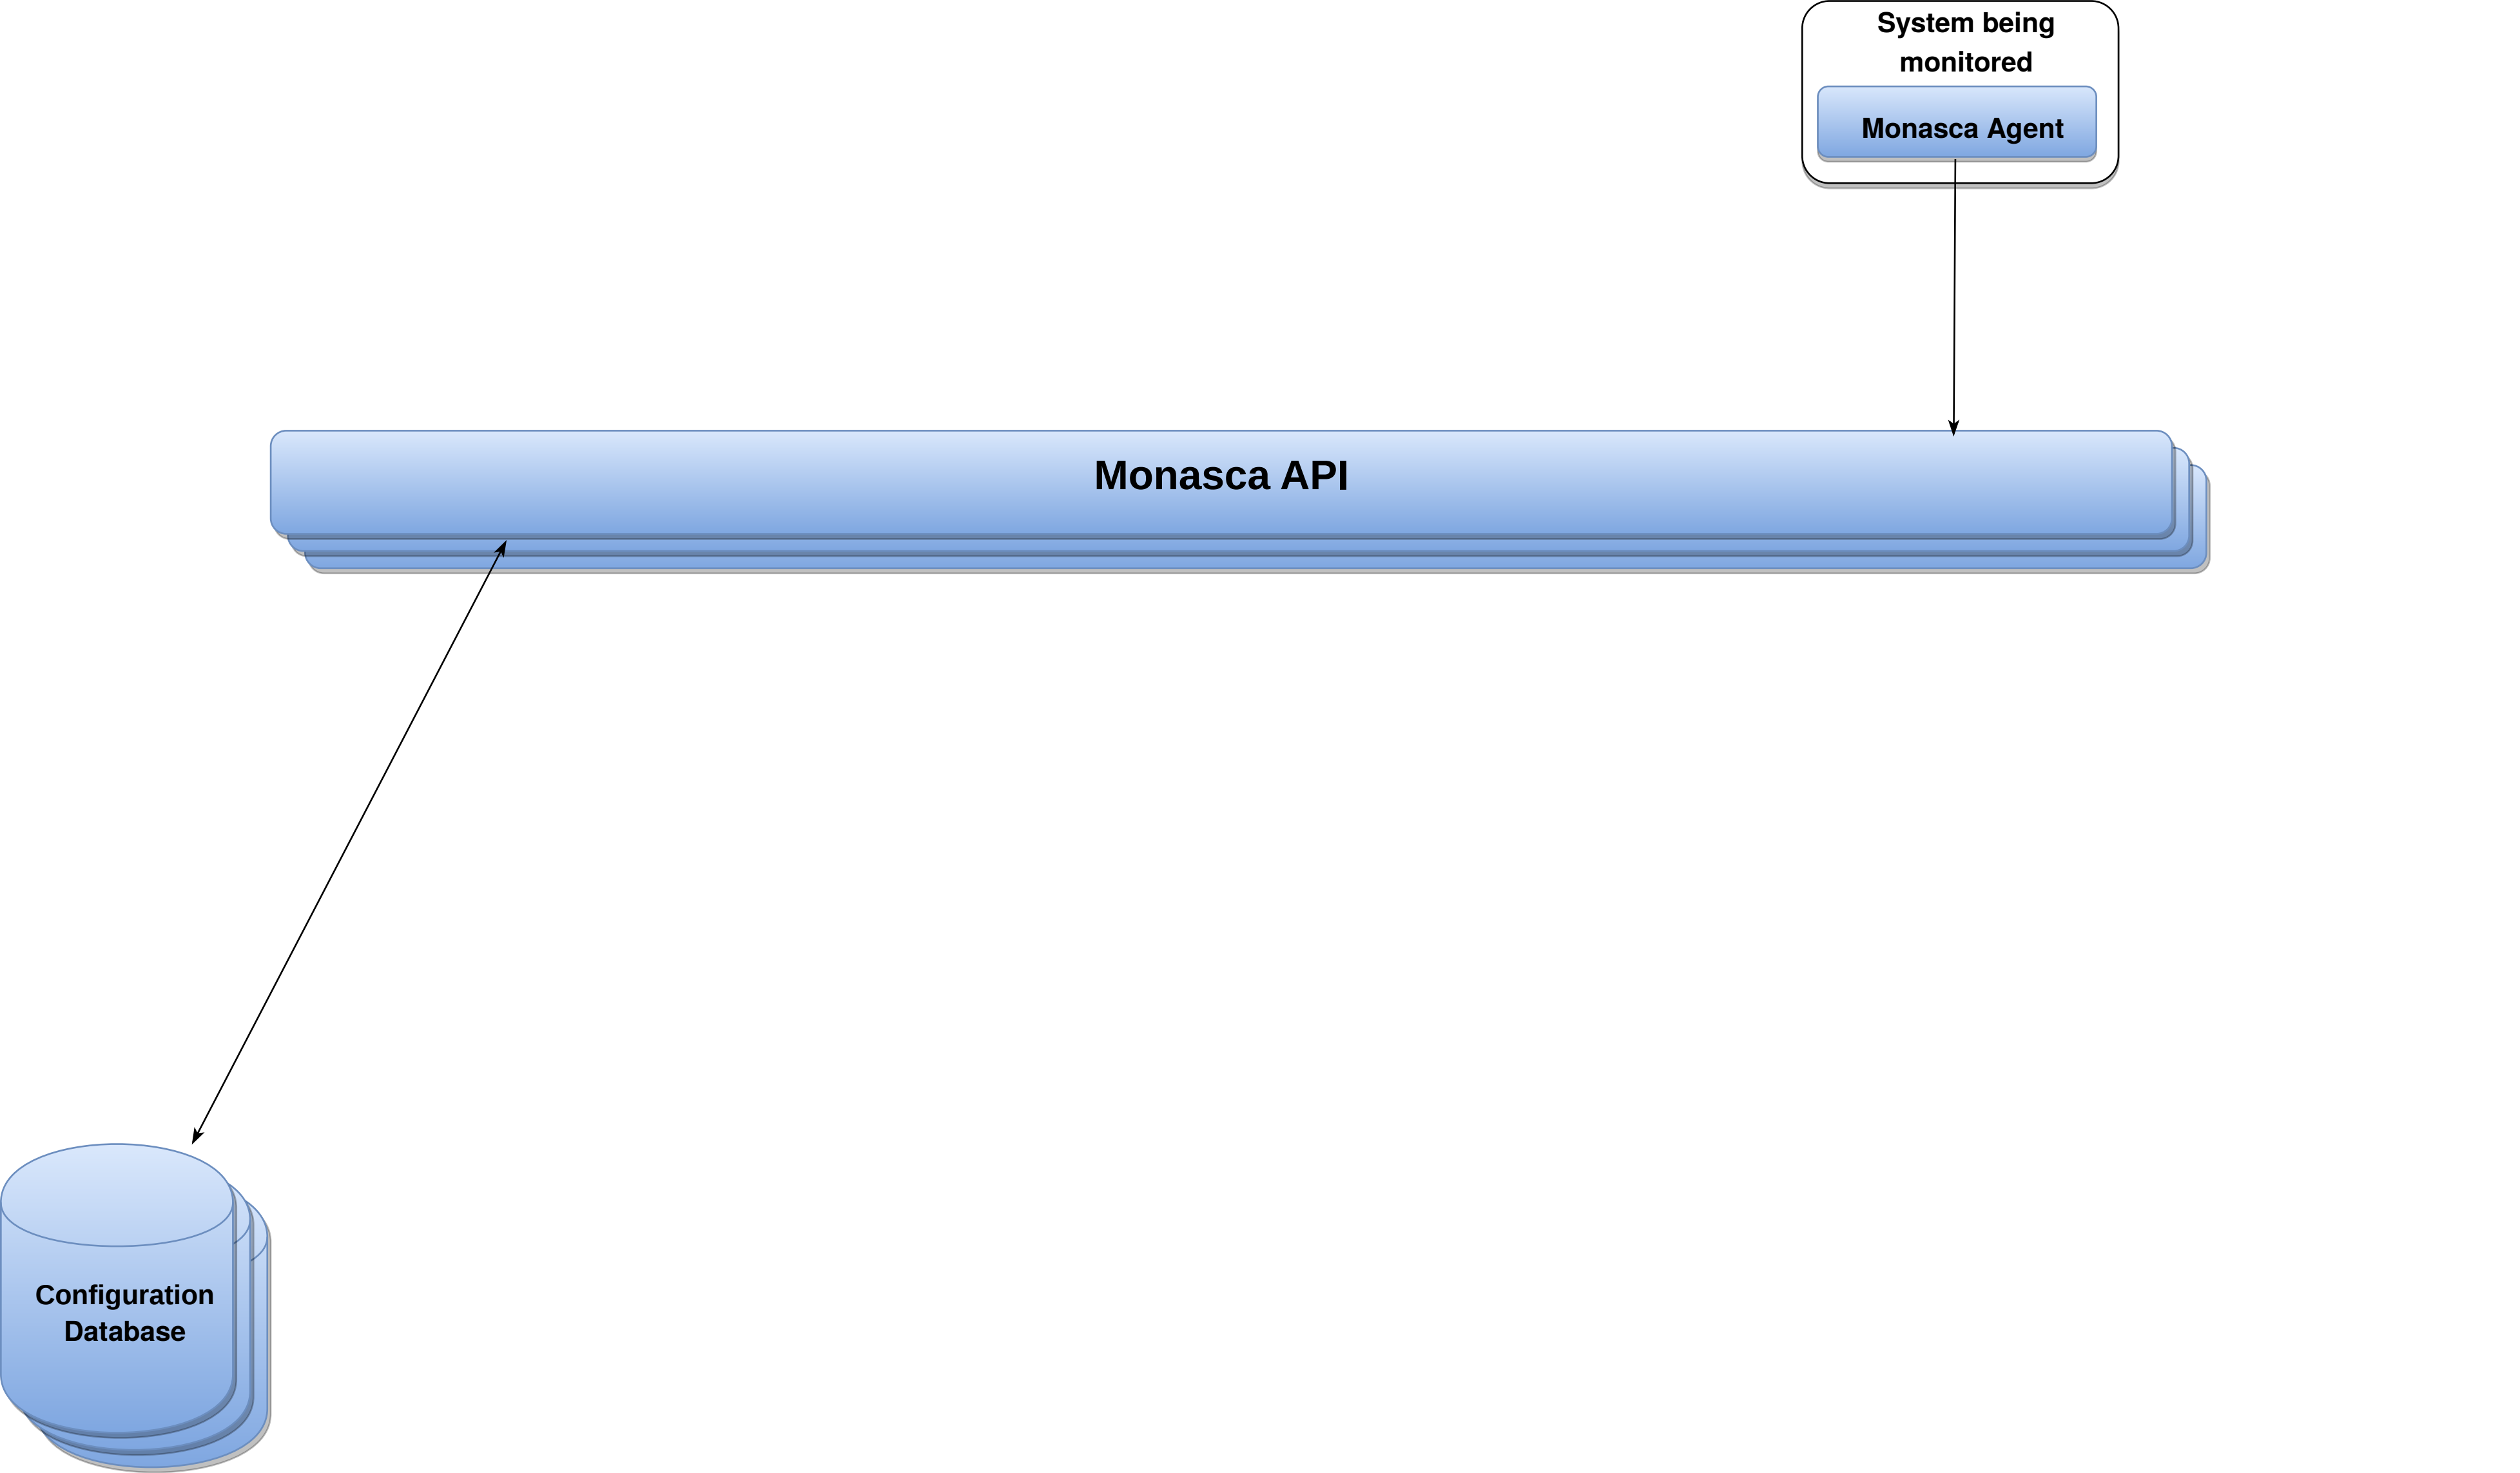 System being
monitored
Monasca Agent
Monasca API
Configuration
Database